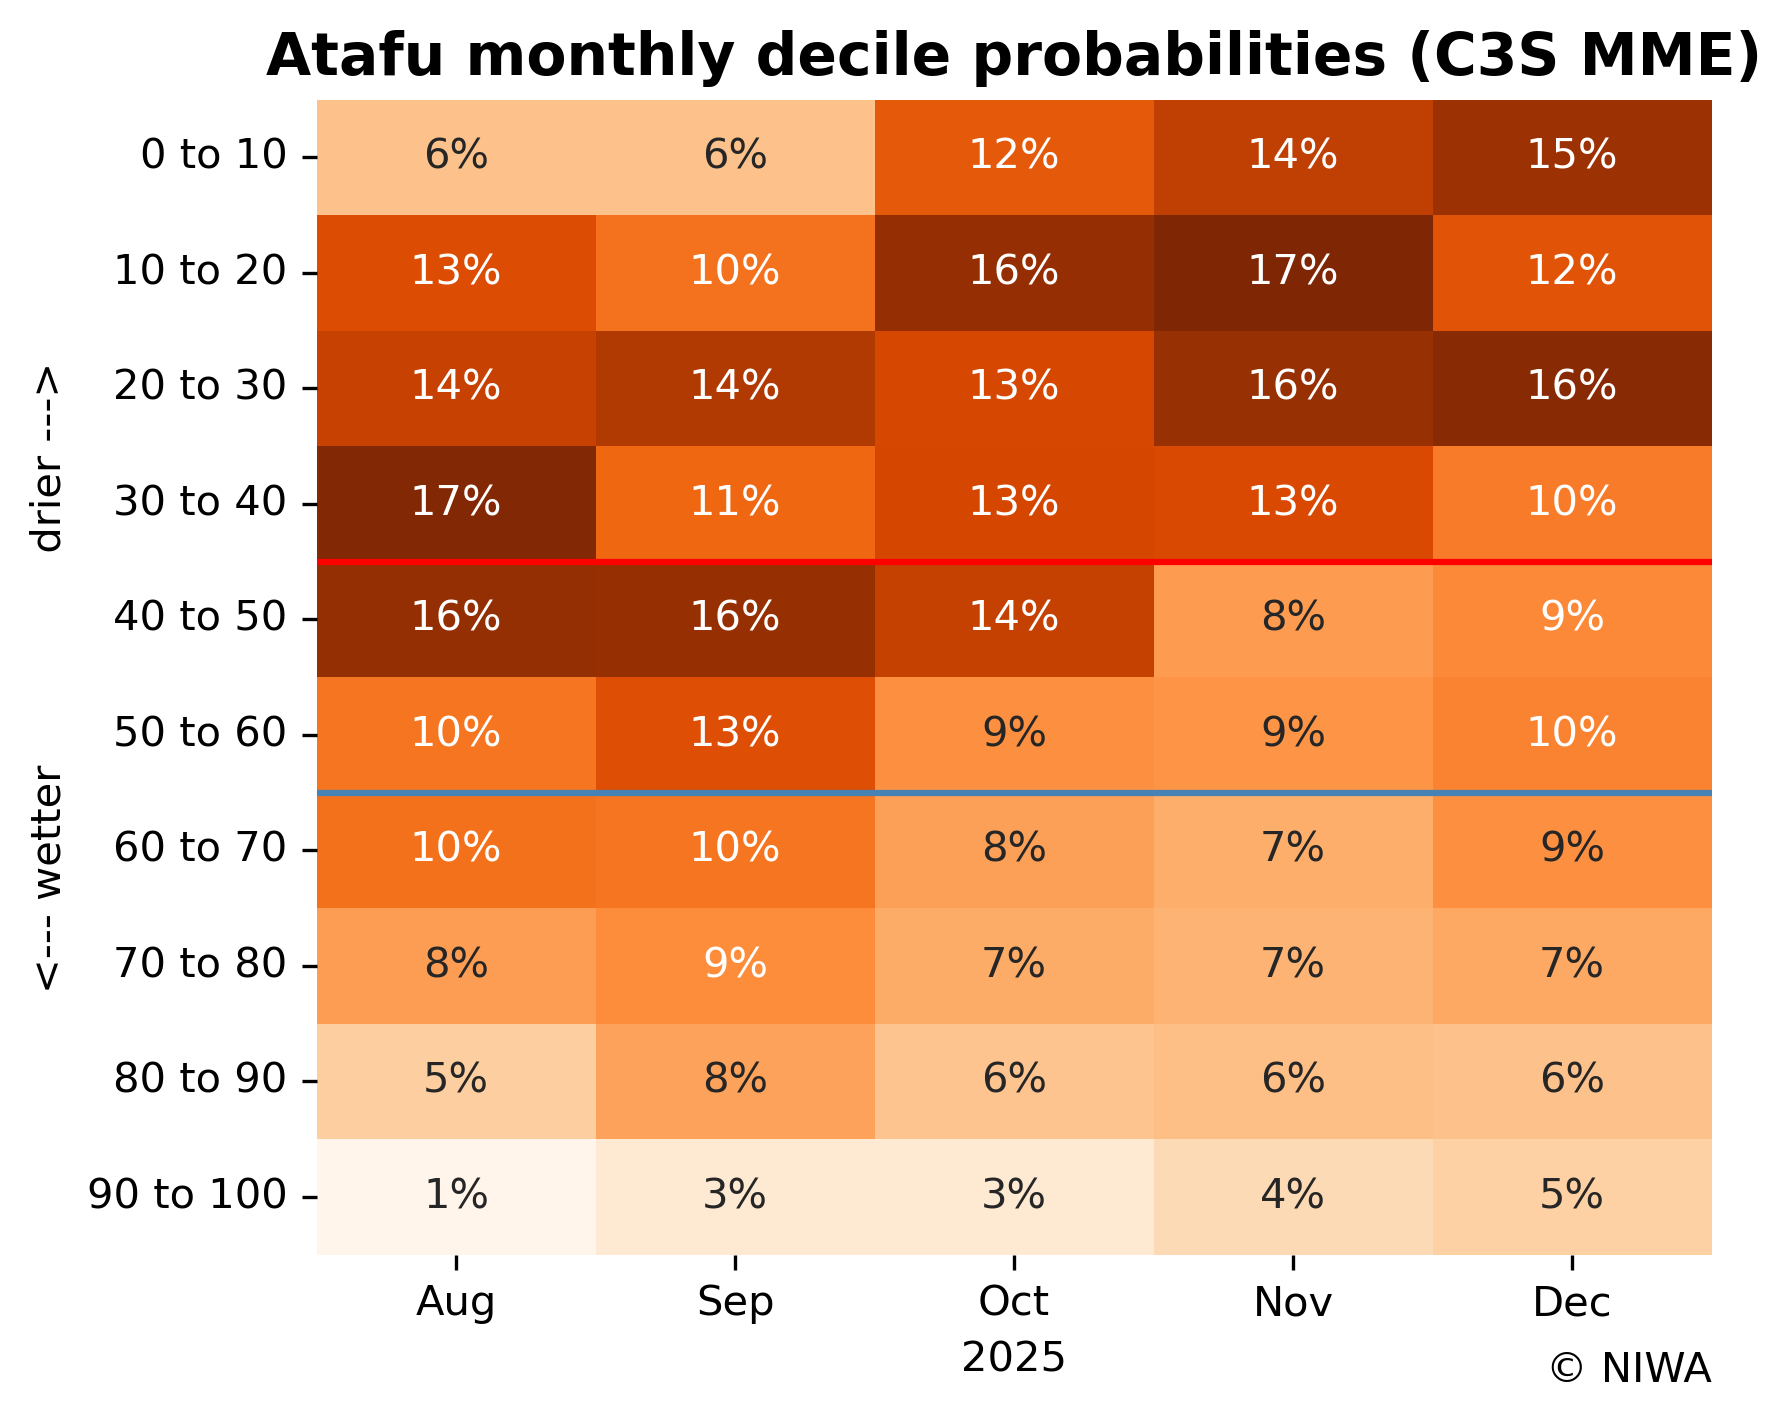 Atafu monthly decile probabilities (C3S MME)
0 to 10 6% 6% 12% 14% 15%
10 to 20 13% 10% 16% 17% 12%
20 to 30 14% 14% 13% 16% 16%
30 to 40 17% 11% 13% 13% 10%
40 to 50 16% 16% 14% 8% 9%
50 to 60 10% 13% 9% 9% 10%
60 to 70 10% 10% 8% 7% 9%
70 to 80 8% 9% 7% 7% 7%
80 to 90 5% 8% 6% 6% 6%
90 to 100 1% 3% 3% 4% 5%
<--- wetter
drier --->
Aug Sep Oct Nov Dec
2025
© NIWA